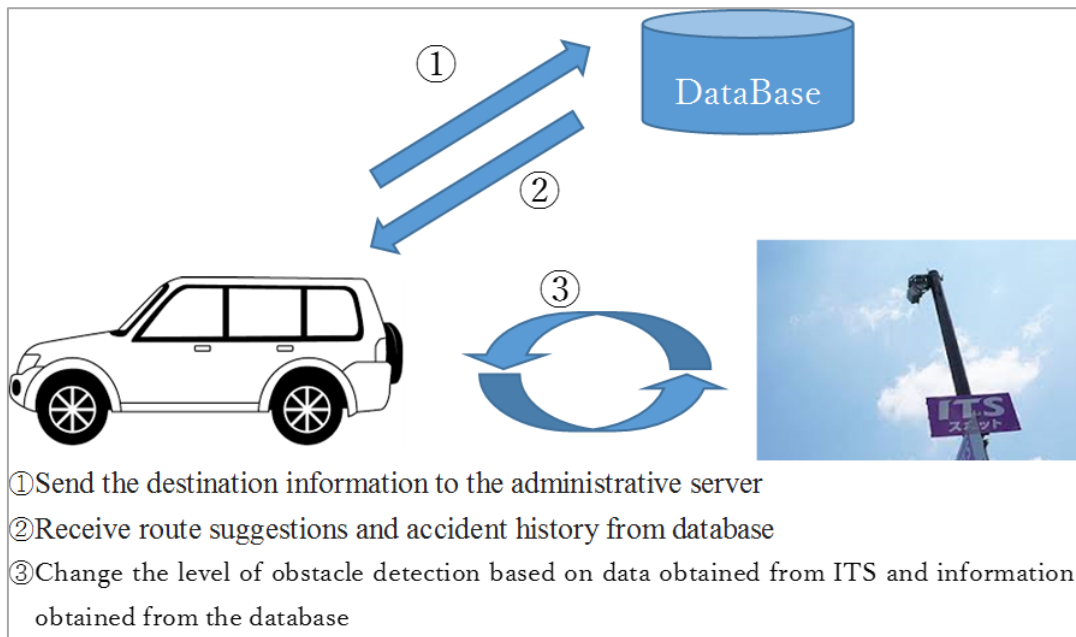 ①
DataBase
②
③
ITS
スポット
①Send the destination information to the administrative server
②Receive route suggestions and accident history from database
③Change the level of obstacle detection based on data obtained from ITS and information
obtained from the database